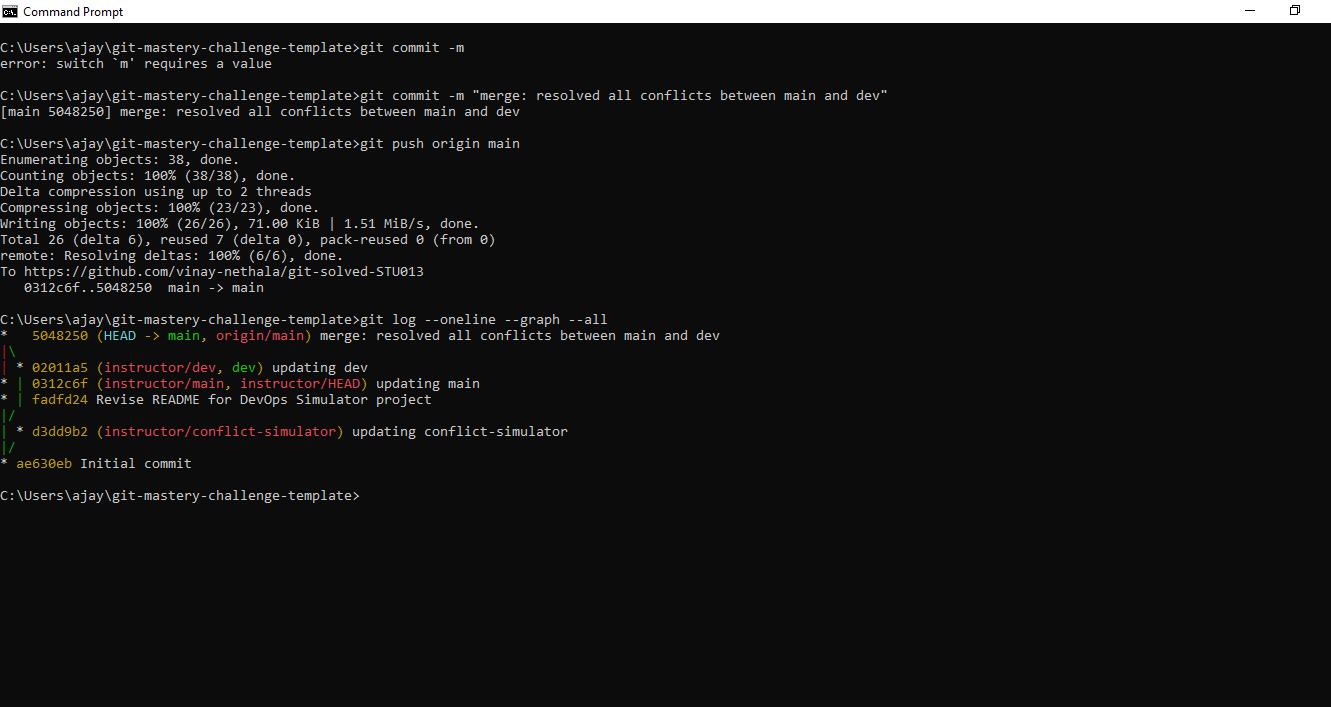 Command Prompt
C:\Users\ajay\git-mastery-challenge-template>git commit -m
error: switch `m' requires a value
C:\Users\ajay\git-mastery-challenge-template>git commit -m "merge: resolved all conflicts between main and dev"
[main 5048250] merge: resolved all conflicts between main and dev
C:\Users\ajay\git-mastery-challenge-template>git push origin main
Enumerating objects: 38, done.
Counting objects: 100% (38/38), done.
Delta compression using up to 2 threads
Compressing objects: 100% (23/23), done.
Writing objects: 100% (26/26), 71.00 KiB | 1.51 MiB/s, done.
Total 26 (delta 6), reused 7 (delta 0), pack-reused 0 (from 0)
remote: Resolving deltas: 100% (6/6), done.
To https://github.com/vinay-nethala/git-solved-STU013
   0312c6f..5048250  main -> main
C:\Users\ajay\git-mastery-challenge-template>git log --oneline --graph --all
*   5048250 (HEAD -> main, origin/main) merge: resolved all conflicts between main and dev
|\
| * 02011a5 (instructor/dev, dev) updating dev
* | 0312c6f (instructor/main, instructor/HEAD) updating main
* | fadfd24 Revise README for DevOps Simulator project
|/
| * d3dd9b2 (instructor/conflict-simulator) updating conflict-simulator
|/
* ae630eb Initial commit
C:\Users\ajay\git-mastery-challenge-template>